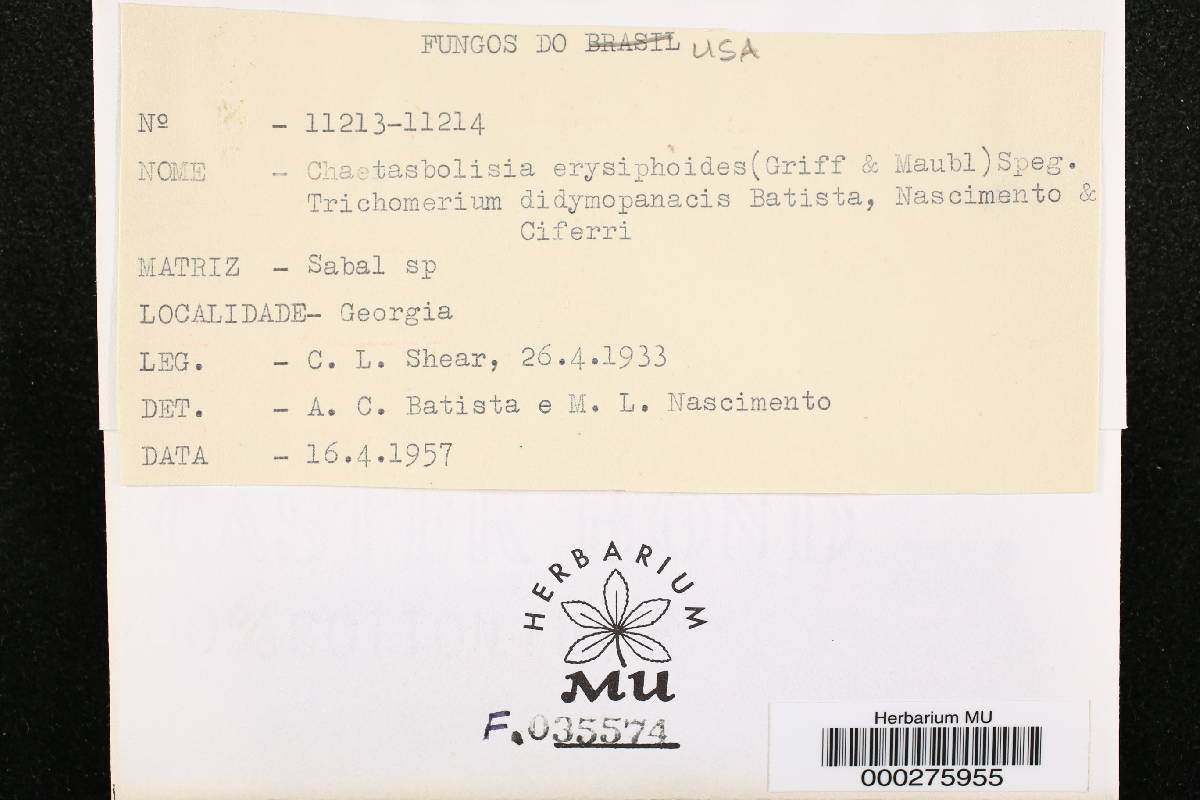 FUNGOS DO BRASIL USA
Nº - 11213-11214
NOME - Chaetasbolisia erysiphoides(Griff & Maubl)Speg.
Trichomerium didymopanacis Batista, Nascimento &
Ciferri
MATRIZ - Sabal sp
LOCALIDADE- Georgia
LEG. - C. L. Shear, 26.4.1933
DET. - A. C. Batista e M. L. Nascimento
DATA - 16.4.1957
HERBARIUM
MU
F.035574
Herbarium MU
000275955